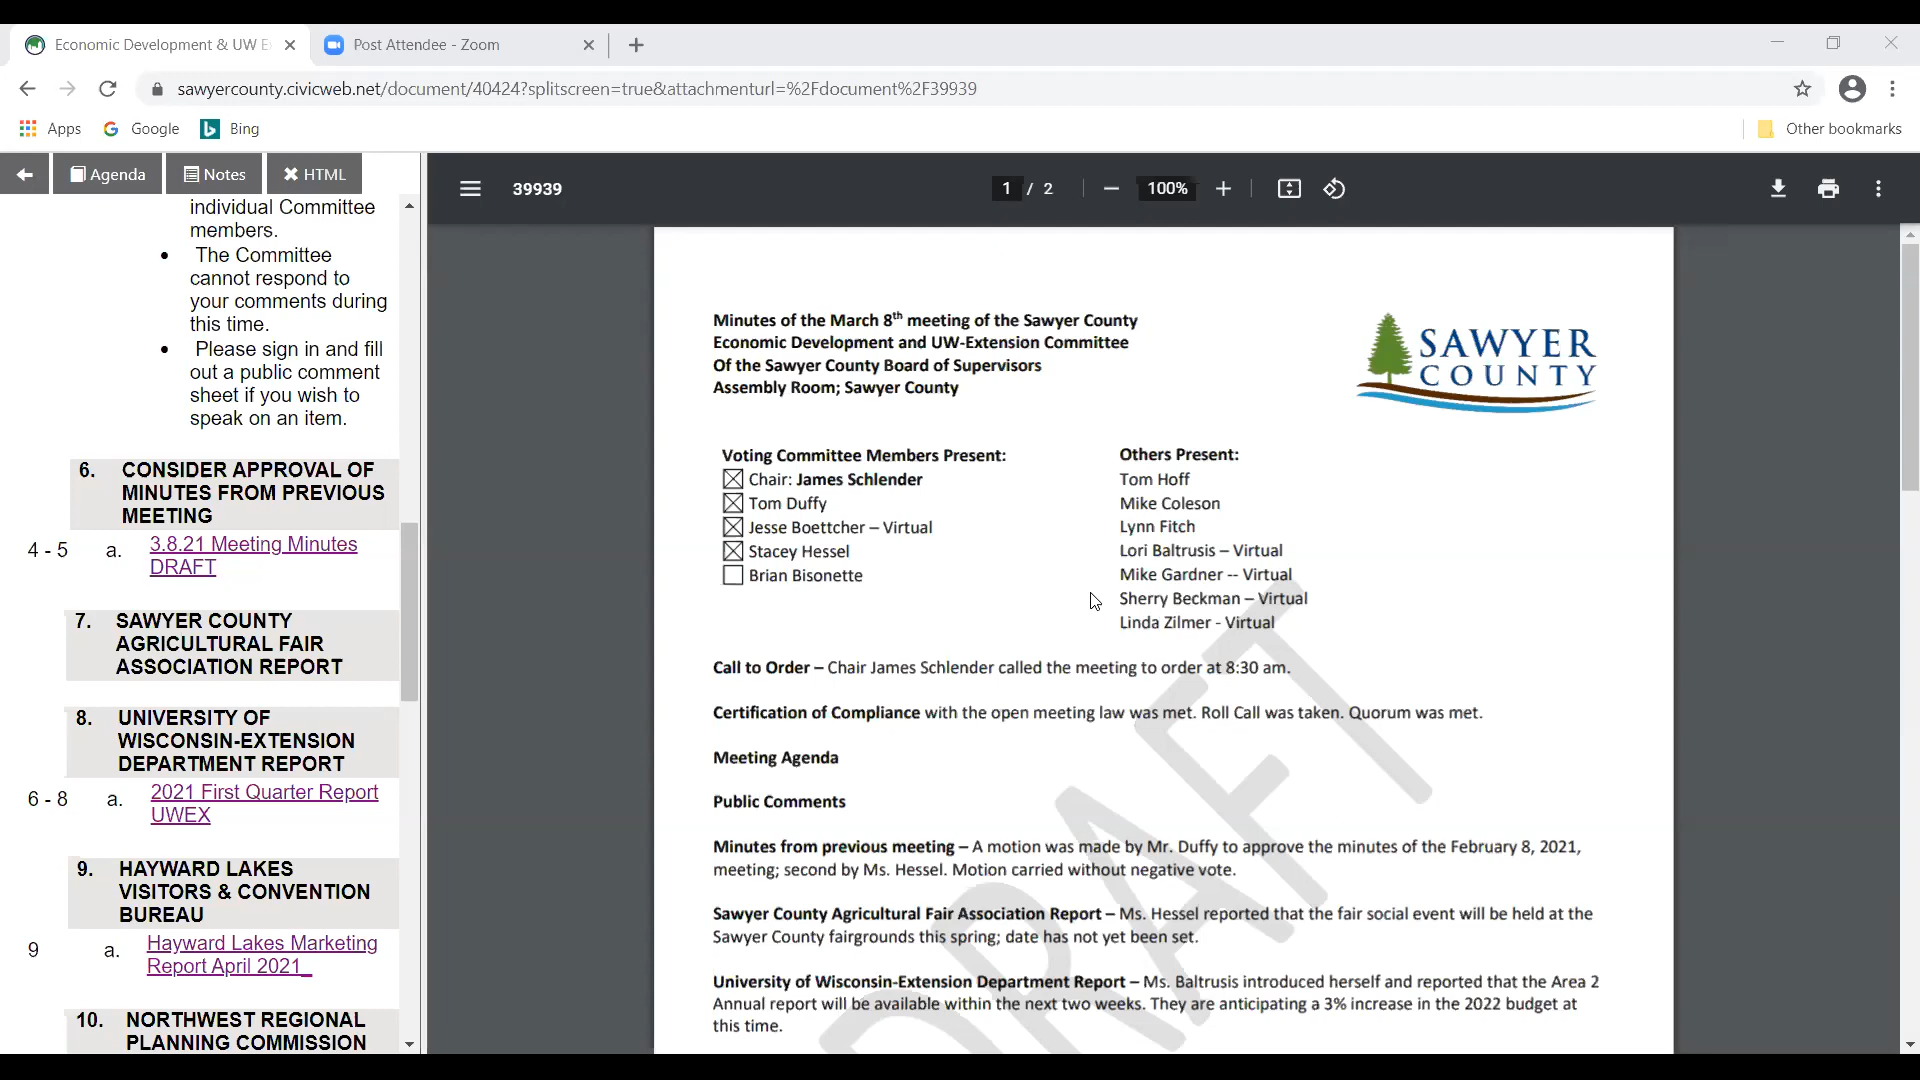 Economic Development & UW E
Post Attendee - Zoom
sawyercounty.civicweb.net/document/40424?splitscreen=true&attachmenturl=%2Fdocument%2F39939
Apps
Google
Bing
Other bookmarks
Agenda
Notes
HTML
39939
1 / 2
100%
individual Committee
members.
• The Committee
cannot respond to
your comments during
this time.
• Please sign in and fill
out a public comment
sheet if you wish to
speak on an item.
6. CONSIDER APPROVAL OF
MINUTES FROM PREVIOUS
MEETING
4 - 5 a. 3.8.21 Meeting Minutes
DRAFT
7. SAWYER COUNTY
AGRICULTURAL FAIR
ASSOCIATION REPORT
8. UNIVERSITY OF
WISCONSIN-EXTENSION
DEPARTMENT REPORT
6 - 8 a. 2021 First Quarter Report
UWEX
9. HAYWARD LAKES
VISITORS & CONVENTION
BUREAU
9 a. Hayward Lakes Marketing
Report April 2021_
10. NORTHWEST REGIONAL
PLANNING COMMISSION
Minutes of the March 8th meeting of the Sawyer County
Economic Development and UW-Extension Committee
Of the Sawyer County Board of Supervisors
Assembly Room; Sawyer County
SAWYER
COUNTY
Voting Committee Members Present:
Chair: James Schlender
Tom Duffy
Jesse Boettcher – Virtual
Stacey Hessel
Brian Bisonette
Others Present:
Tom Hoff
Mike Coleson
Lynn Fitch
Lori Baltrusis – Virtual
Mike Gardner -- Virtual
Sherry Beckman – Virtual
Linda Zilmer - Virtual
Call to Order – Chair James Schlender called the meeting to order at 8:30 am.
Certification of Compliance with the open meeting law was met. Roll Call was taken. Quorum was met.
Meeting Agenda
Public Comments
Minutes from previous meeting – A motion was made by Mr. Duffy to approve the minutes of the February 8, 2021,
meeting; second by Ms. Hessel. Motion carried without negative vote.
Sawyer County Agricultural Fair Association Report – Ms. Hessel reported that the fair social event will be held at the
Sawyer County fairgrounds this spring; date has not yet been set.
University of Wisconsin-Extension Department Report – Ms. Baltrusis introduced herself and reported that the Area 2
Annual report will be available within the next two weeks. They are anticipating a 3% increase in the 2022 budget at
this time.
DRAFT